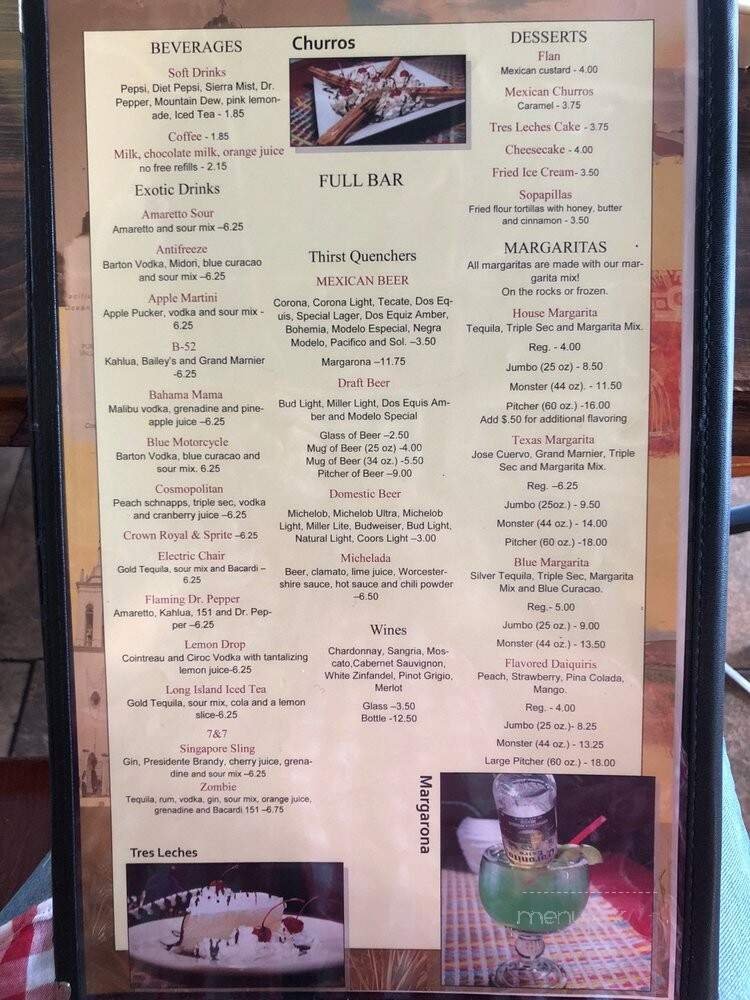 BEVERAGES
Soft Drinks
Pepsi, Diet Pepsi, Sierra Mist, Dr.
Pepper, Mountain Dew, pink lemon-
ade, Iced Tea - 1.85
Coffee - 1.85
Milk, chocolate milk, orange juice
no free refills - 2.15
Exotic Drinks
Amaretto Sour
Amaretto and sour mix –6.25
Antifreeze
Barton Vodka, Midori, blue curacao
and sour mix –6.25
Apple Martini
Apple Pucker, vodka and sour mix -
6.25
B-52
Kahlua, Bailey's and Grand Marnier
-6.25
Bahama Mama
Malibu vodka, grenadine and pine-
apple juice –6.25
Blue Motorcycle
Barton Vodka, blue curacao and
sour mix. 6.25
Cosmopolitan
Peach schnapps, triple sec, vodka
and cranberry juice –6.25
Crown Royal & Sprite –6.25
Electric Chair
Gold Tequila, sour mix and Bacardi –
6.25
Flaming Dr. Pepper
Amaretto, Kahlua, 151 and Dr. Pep-
per –6.25
Lemon Drop
Cointreau and Ciroc Vodka with tantalizing
lemon juice-6.25
Long Island Iced Tea
Gold Tequila, sour mix, cola and a lemon
slice-6.25
7&7
Singapore Sling
Gin, Presidente Brandy, cherry juice, grena-
dine and sour mix –6.25
Zombie
Tequila, rum, vodka, gin, sour mix, orange juice,
grenadine and Bacardi 151 –6.75
Tres Leches
Churros
FULL BAR
Thirst Quenchers
MEXICAN BEER
Corona, Corona Light, Tecate, Dos Eq-
uis, Special Lager, Dos Equiz Amber,
Bohemia, Modelo Especial, Negra
Modelo, Pacifico and Sol. –3.50
Margarona –11.75
Draft Beer
Bud Light, Miller Light, Dos Equis Am-
ber and Modelo Special
Glass of Beer –2.50
Mug of Beer (25 oz) -4.00
Mug of Beer (34 oz.) -5.50
Pitcher of Beer –9.00
Domestic Beer
Michelob, Michelob Ultra, Michelob
Light, Miller Lite, Budweiser, Bud Light,
Natural Light, Coors Light –3.00
Michelada
Beer, clamato, lime juice, Worcester-
shire sauce, hot sauce and chili powder
–6.50
Wines
Chardonnay, Sangria, Mos-
cato,Cabernet Sauvignon,
White Zinfandel, Pinot Grigio,
Merlot
Glass –3.50
Bottle -12.50
Margarona
DESSERTS
Flan
Mexican custard - 4.00
Mexican Churros
Caramel - 3.75
Tres Leches Cake - 3.75
Cheesecake - 4.00
Fried Ice Cream- 3.50
Sopapillas
Fried flour tortillas with honey, butter
and cinnamon - 3.50
MARGARITAS
All margaritas are made with our mar-
garita mix!
On the rocks or frozen.
House Margarita
Tequila, Triple Sec and Margarita Mix.
Reg. - 4.00
Jumbo (25 oz) - 8.50
Monster (44 oz). - 11.50
Pitcher (60 oz.) -16.00
Add $.50 for additional flavoring
Texas Margarita
Jose Cuervo, Grand Marnier, Triple
Sec and Margarita Mix.
Reg. –6.25
Jumbo (25oz.) - 9.50
Monster (44 oz.) - 14.00
Pitcher (60 oz.) -18.00
Blue Margarita
Silver Tequila, Triple Sec, Margarita
Mix and Blue Curacao.
Reg.- 5.00
Jumbo (25 oz.) - 9.00
Monster (44 oz.) - 13.50
Flavored Daiquiris
Peach, Strawberry, Pina Colada,
Mango.
Reg. - 4.00
Jumbo (25 oz.)- 8.25
Monster (44 oz.) - 13.25
Large Pitcher (60 oz.) - 18.00